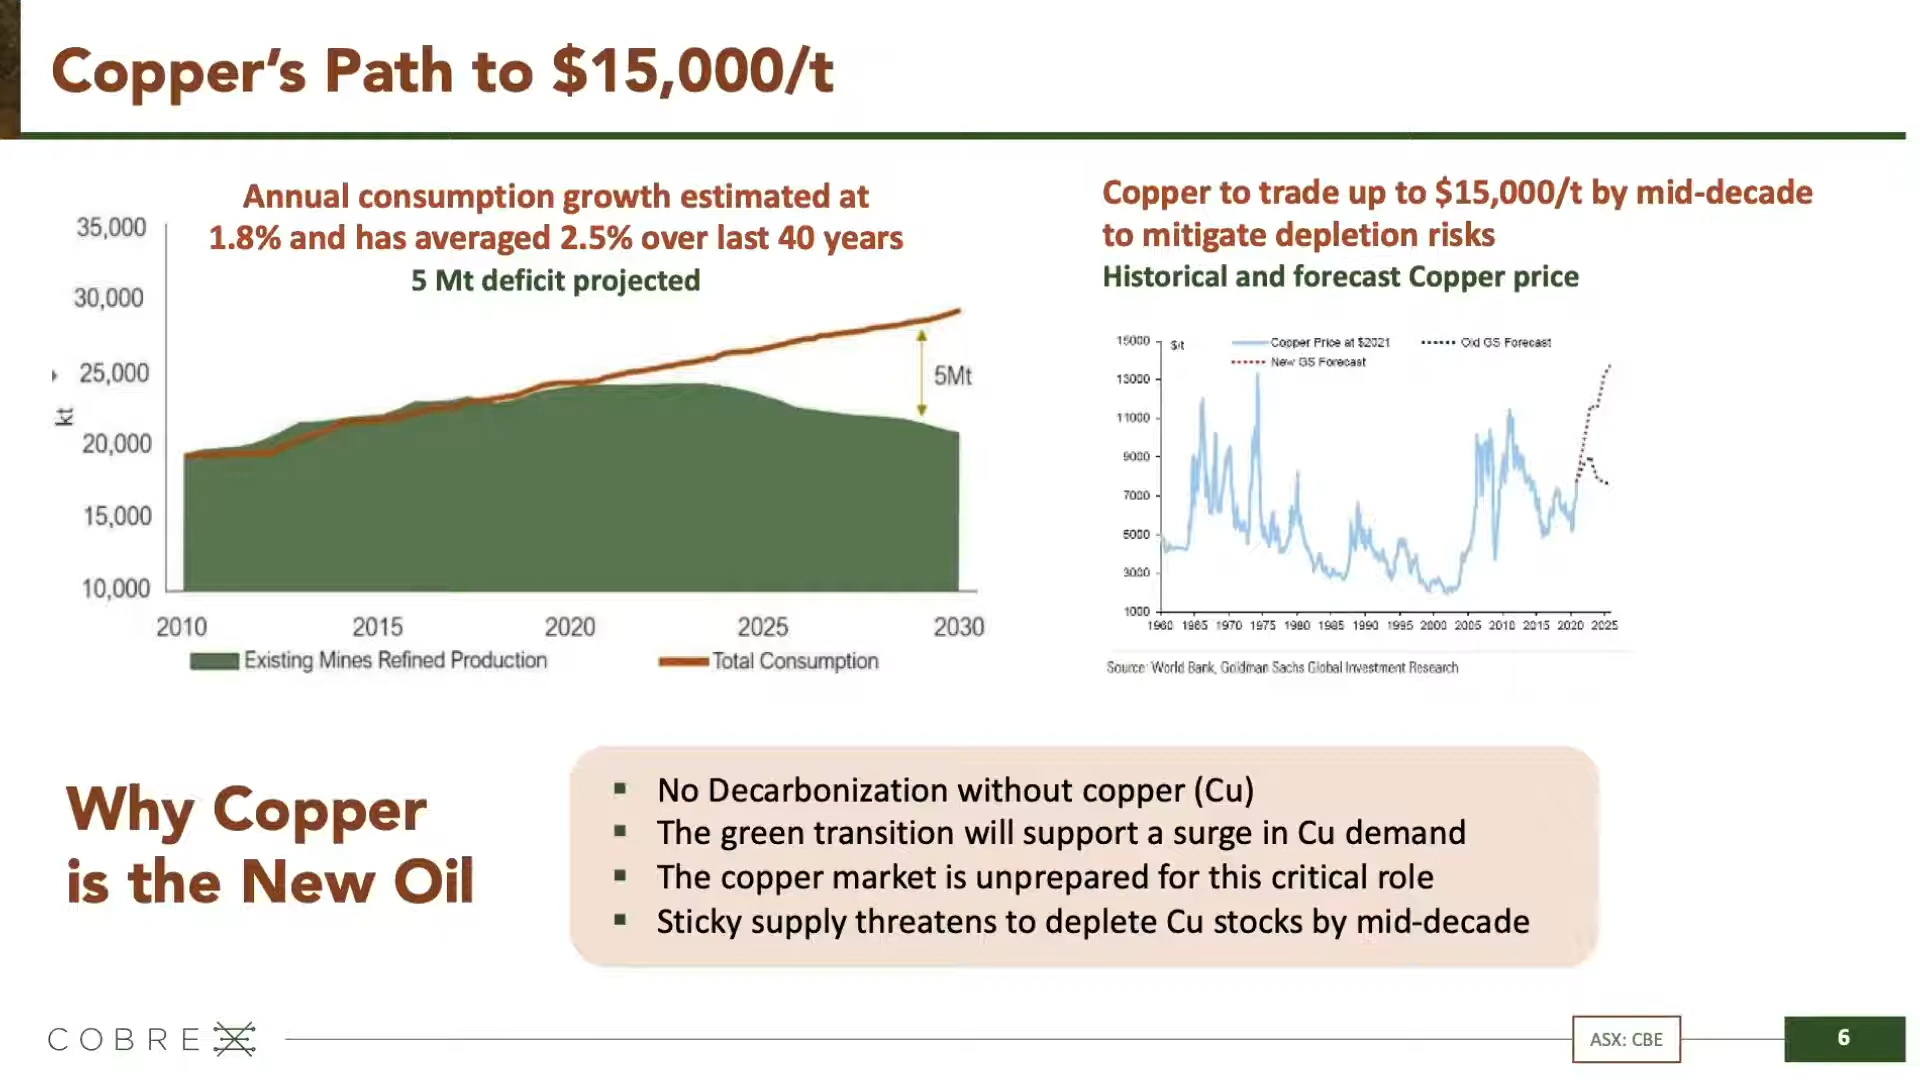 Copper's Path to $15,000/t
Annual consumption growth estimated at
1.8% and has averaged 2.5% over last 40 years
5 Mt deficit projected
35,000
30,000
25,000
20,000
15,000
10,000
kt
5Mt
2010 2015 2020 2025 2030
Existing Mines Refined Production Total Consumption
Copper to trade up to $15,000/t by mid-decade
to mitigate depletion risks
Historical and forecast Copper price
$/t
Copper Price at $2021 Old GS Forecast
New GS Forecast
15000
13000
11000
9000
7000
5000
3000
1000
1960 1965 1970 1975 1980 1985 1990 1995 2000 2005 2010 2015 2020 2025
Source: World Bank, Goldman Sachs Global Investment Research
Why Copper
is the New Oil
▪ No Decarbonization without copper (Cu)
▪ The green transition will support a surge in Cu demand
▪ The copper market is unprepared for this critical role
▪ Sticky supply threatens to deplete Cu stocks by mid-decade
COBRE
ASX: CBE
6